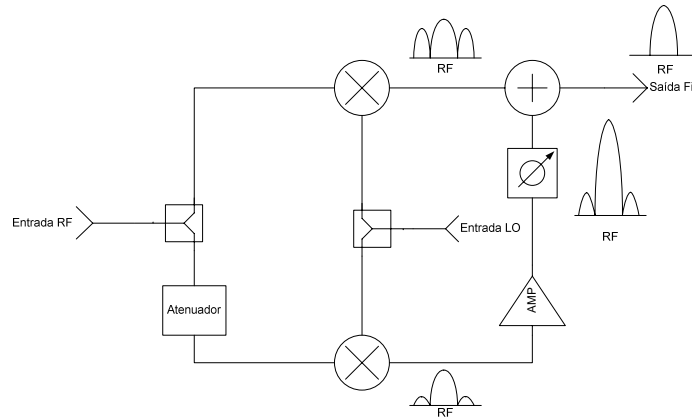 RF
RF
Saída Fi
Entrada RF
Entrada LO
RF
Atenuador
AMP
RF